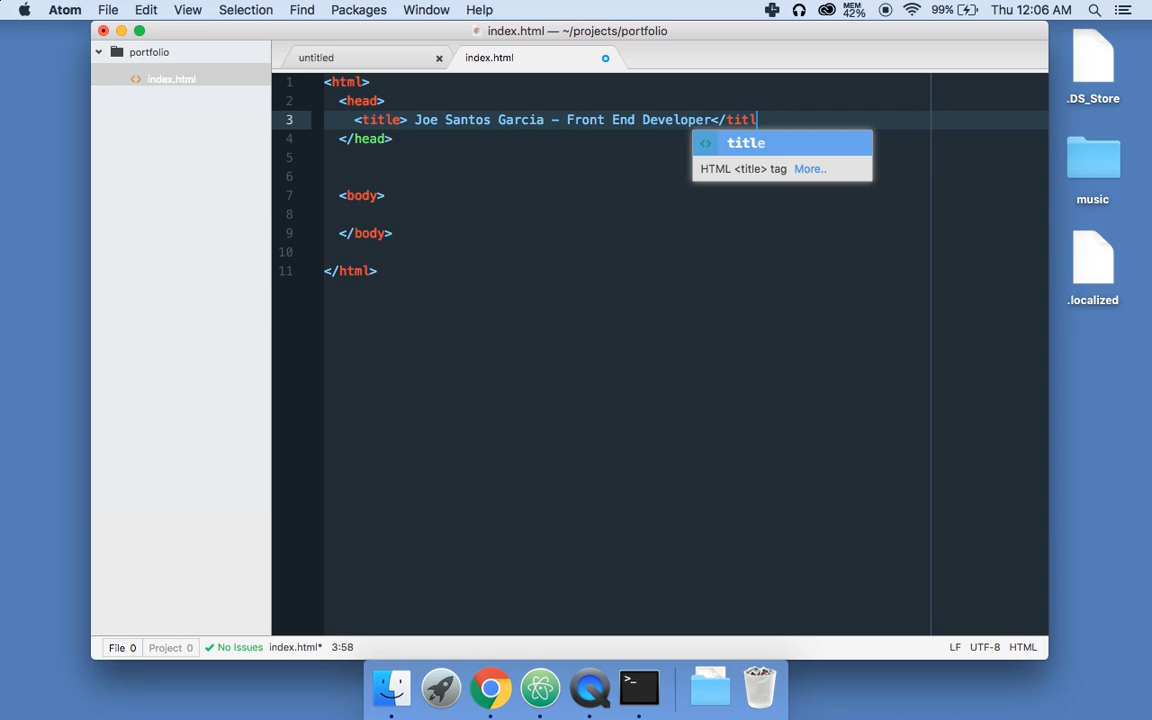 Atom File Edit View Selection Find Packages Window Help MEM 42% 99% Thu 12:06 AM
index.html — ~/projects/portfolio
portfolio
index.html
untitled
index.html
1 <html>
2 <head>
3 <title> Joe Santos Garcia - Front End Developer</titl
4 </head>
5
6
7 <body>
8
9 </body>
10
11 </html>
title
HTML <title> tag More..
.DS_Store
music
.localized
File 0 Project 0 No Issues index.html* 3:58 LF UTF-8 HTML
>_